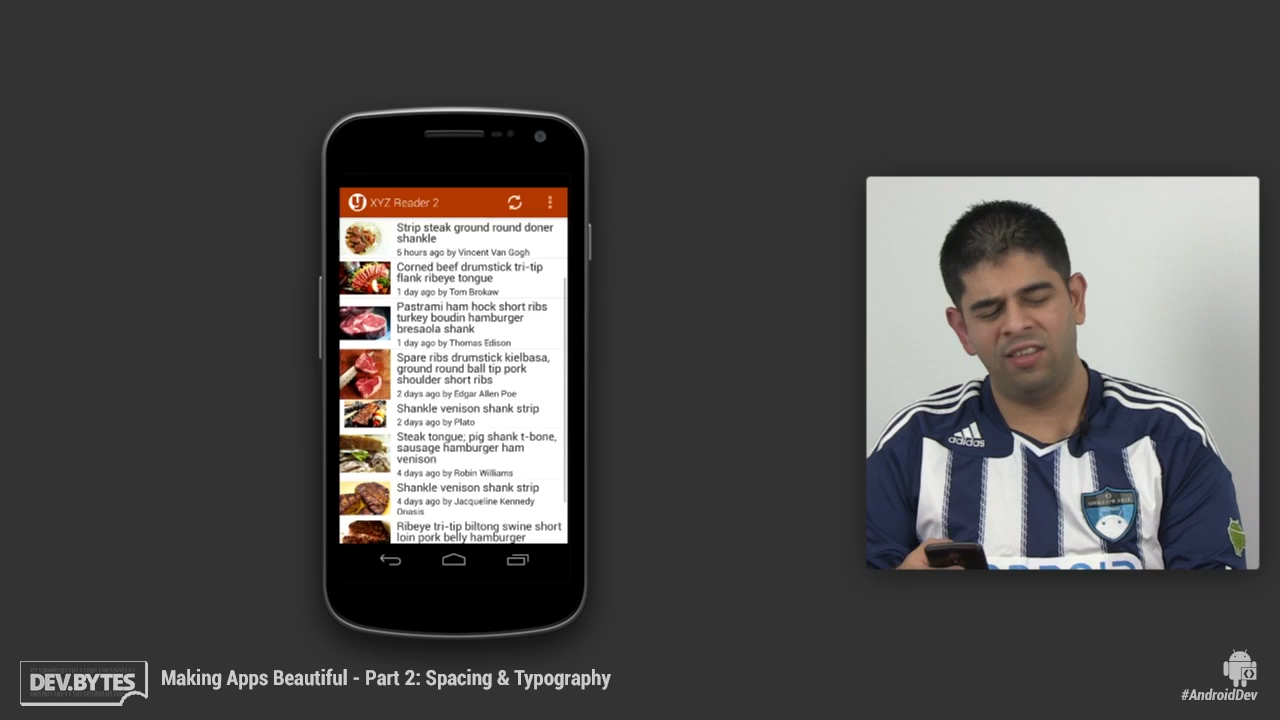 XYZ Reader 2
Strip steak ground round doner
shankle
5 hours ago by Vincent Van Gogh
Corned beef drumstick tri-tip
flank ribeye tongue
1 day ago by Tom Brokaw
Pastrami ham hock short ribs
turkey boudin hamburger
bresaola shank
1 day ago by Thomas Edison
Spare ribs drumstick kielbasa,
ground round ball tip pork
shoulder short ribs
2 days ago by Edgar Allen Poe
Shankle venison shank strip
2 days ago by Plato
Steak tongue; pig shank t-bone,
sausage hamburger ham
venison
4 days ago by Robin Williams
Shankle venison shank strip
4 days ago by Jacqueline Kennedy
Onasis
Ribeye tri-tip biltong swine short
loin pork belly hamburger
adidas
DEV.BYTES
Making Apps Beautiful - Part 2: Spacing & Typography
#AndroidDev